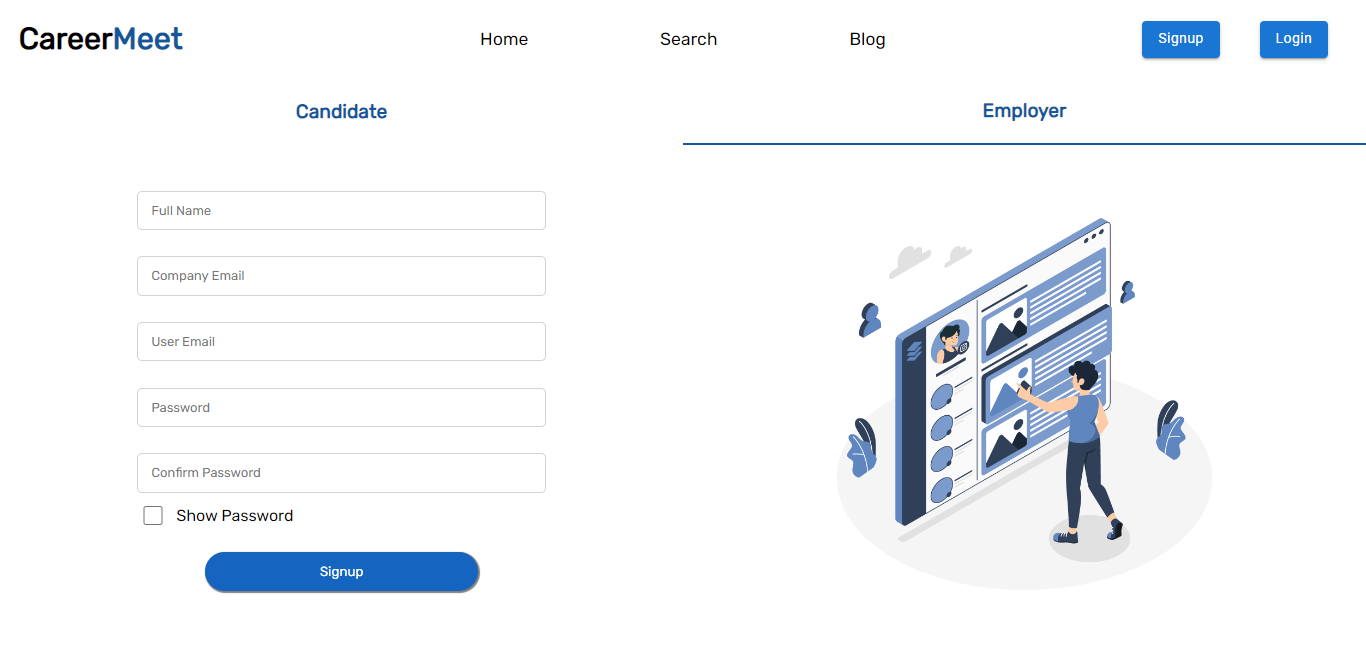 CareerMeet Home Search Blog Signup Login
Candidate Employer
Full Name
Company Email
User Email
Password
Confirm Password
Show Password
Signup